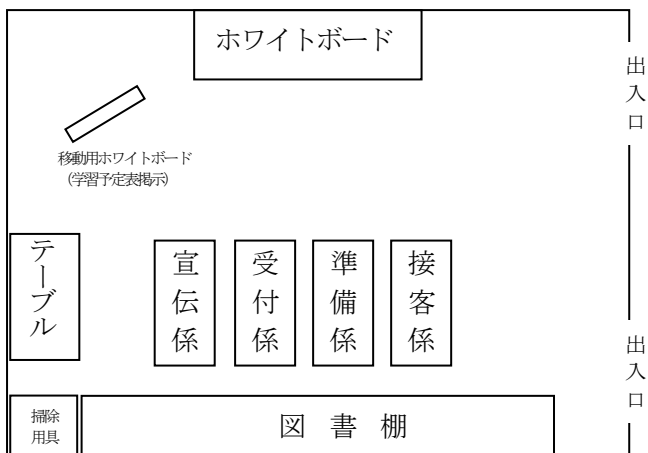 ホワイトボード
出入口
移動用ホワイトボード
(学習予定表掲示)
テーブル
宣伝係
受付係
準備係
接客係
出入口
掃除
用具
図書棚